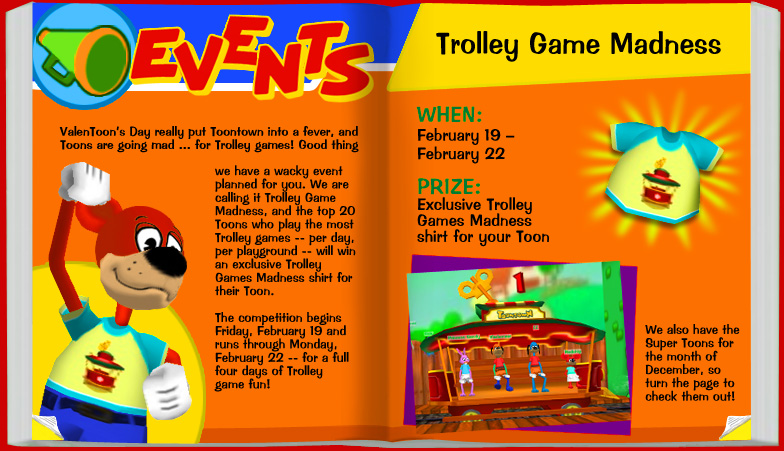 EVENTS
ValenToon's Day really put Toontown into a fever, and
Toons are going mad ... for Trolley games! Good thing
we have a wacky event
planned for you. We are
calling it Trolley Game
Madness, and the top 20
Toons who play the most
Trolley games -- per day,
per playground -- will win
an exclusive Trolley
Games Madness shirt for
their Toon.
The competition begins
Friday, February 19 and
runs through Monday,
February 22 -- for a full
four days of Trolley
game fun!
Trolley Game Madness
WHEN:
February 19 –
February 22
PRIZE:
Exclusive Trolley
Games Madness
shirt for your Toon
1
TOONTOWN
We also have the
Super Toons for
the month of
December, so
turn the page to
check them out!